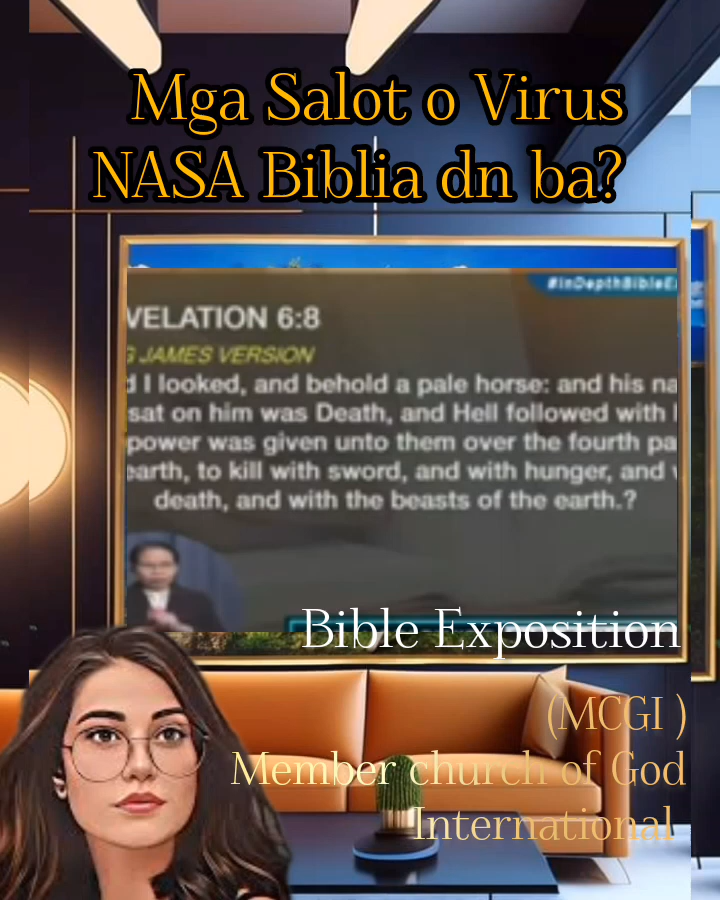 Mga Salot o Virus
NASA Biblia dn ba?
#InDepthBibleE
VELATION 6:8
JAMES VERSION
I looked, and behold a pale horse: and his na
sat on him was Death, and Hell followed with
power was given unto them over the fourth pa
earth, to kill with sword, and with hunger, and
death, and with the beasts of the earth.?
Bible Exposition
(MCGI )
Member church of God
International